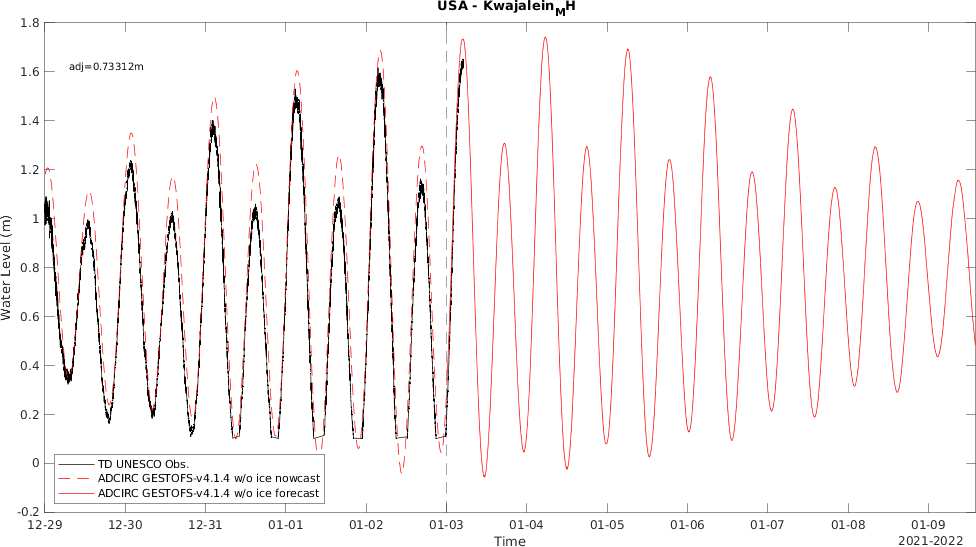 USA - Kwajalein_MH
adj=0.73312m
1.8
1.6
1.4
1.2
1
0.8
0.6
0.4
0.2
0
-0.2
Water Level (m)
TD UNESCO Obs.
ADCIRC GESTOFS-v4.1.4 w/o ice nowcast
ADCIRC GESTOFS-v4.1.4 w/o ice forecast
12-29 12-30 12-31 01-01 01-02 01-03 01-04 01-05 01-06 01-07 01-08 01-09
Time
2021-2022